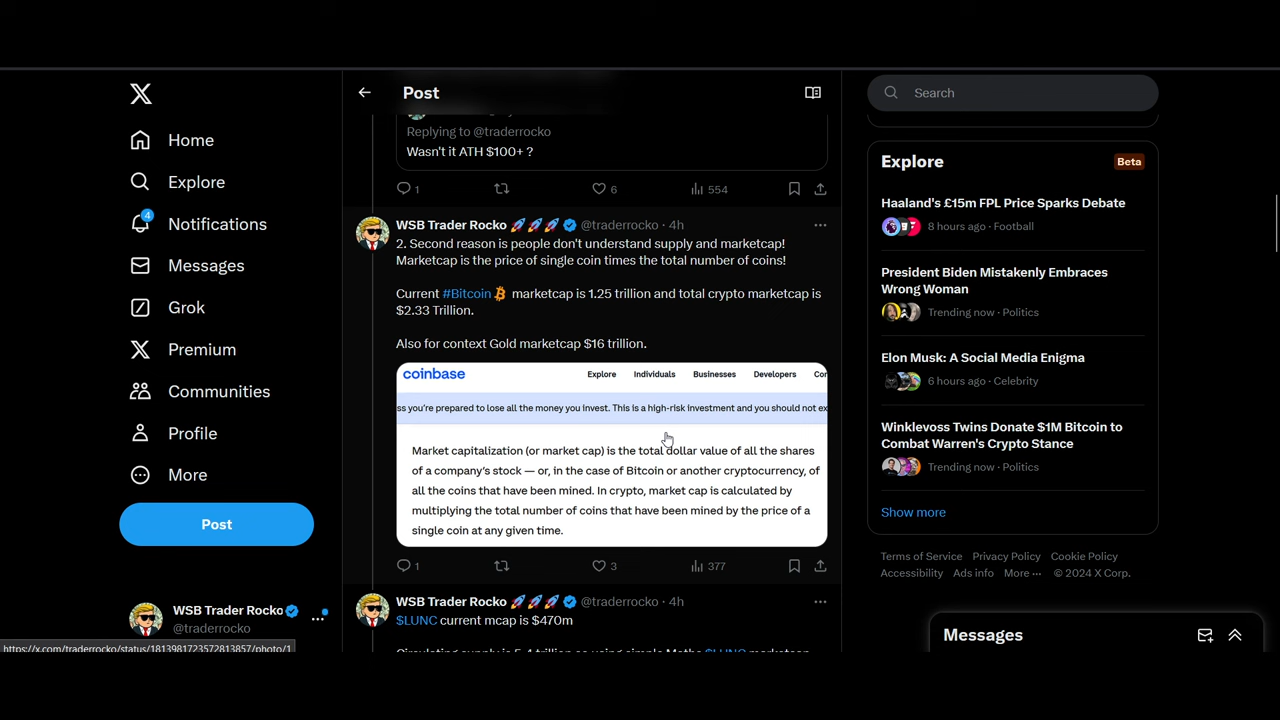 Home
Explore
4
Notifications
Messages
Grok
Premium
Communities
Profile
More
Post
WSB Trader Rocko
@traderrocko
https://x.com/traderrocko/status/1813981723572813857/photo/1
Post
Replying to @traderrocko
Wasn't it ATH $100+ ?
1
6
554
WSB Trader Rocko 🚀🚀🚀 @traderrocko · 4h
2. Second reason is people don't understand supply and marketcap!
Marketcap is the price of single coin times the total number of coins!
Current #Bitcoin marketcap is 1.25 trillion and total crypto marketcap is
$2.33 Trillion.
Also for context Gold marketcap $16 trillion.
coinbase
Explore
Individuals
Businesses
Developers
Cor
ss you're prepared to lose all the money you invest. This is a high-risk investment and you should not ex
Market capitalization (or market cap) is the total dollar value of all the shares
of a company's stock — or, in the case of Bitcoin or another cryptocurrency, of
all the coins that have been mined. In crypto, market cap is calculated by
multiplying the total number of coins that have been mined by the price of a
single coin at any given time.
1
3
377
WSB Trader Rocko 🚀🚀🚀 @traderrocko · 4h
$LUNC current mcap is $470m
Search
Explore
Beta
Haaland's £15m FPL Price Sparks Debate
8 hours ago · Football
President Biden Mistakenly Embraces
Wrong Woman
Trending now · Politics
Elon Musk: A Social Media Enigma
6 hours ago · Celebrity
Winklevoss Twins Donate $1M Bitcoin to
Combat Warren's Crypto Stance
Trending now · Politics
Show more
Terms of Service Privacy Policy Cookie Policy
Accessibility Ads info More ··· © 2024 X Corp.
Messages